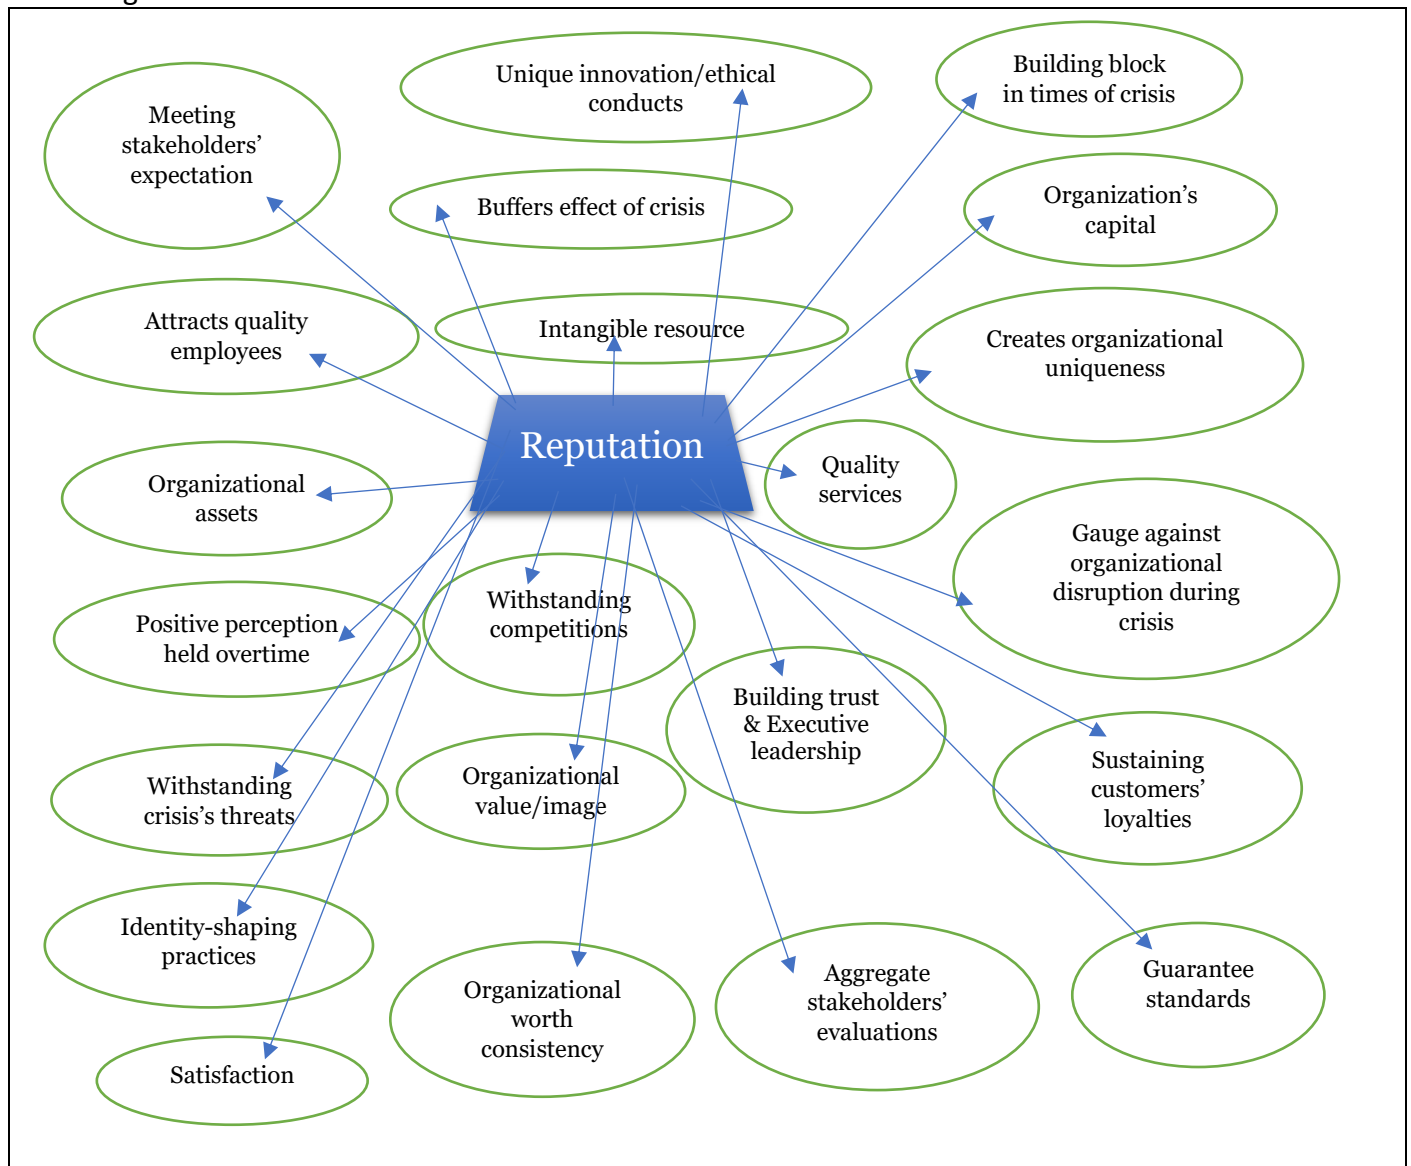 Unique innovation/ethical
conducts
Building block
in times of crisis
Meeting
stakeholders’
expectation
Buffers effect of crisis
Organization’s
capital
Attracts quality
employees
Intangible resource
Creates organizational
uniqueness
Reputation
Quality
services
Organizational
assets
Gauge against
organizational
disruption during
crisis
Positive perception
held overtime
Withstanding
competitions
Building trust
& Executive
leadership
Withstanding
crisis’s threats
Organizational
value/image
Sustaining
customers’
loyalties
Identity-shaping
practices
Organizational
worth
consistency
Aggregate
stakeholders’
evaluations
Guarantee
standards
Satisfaction